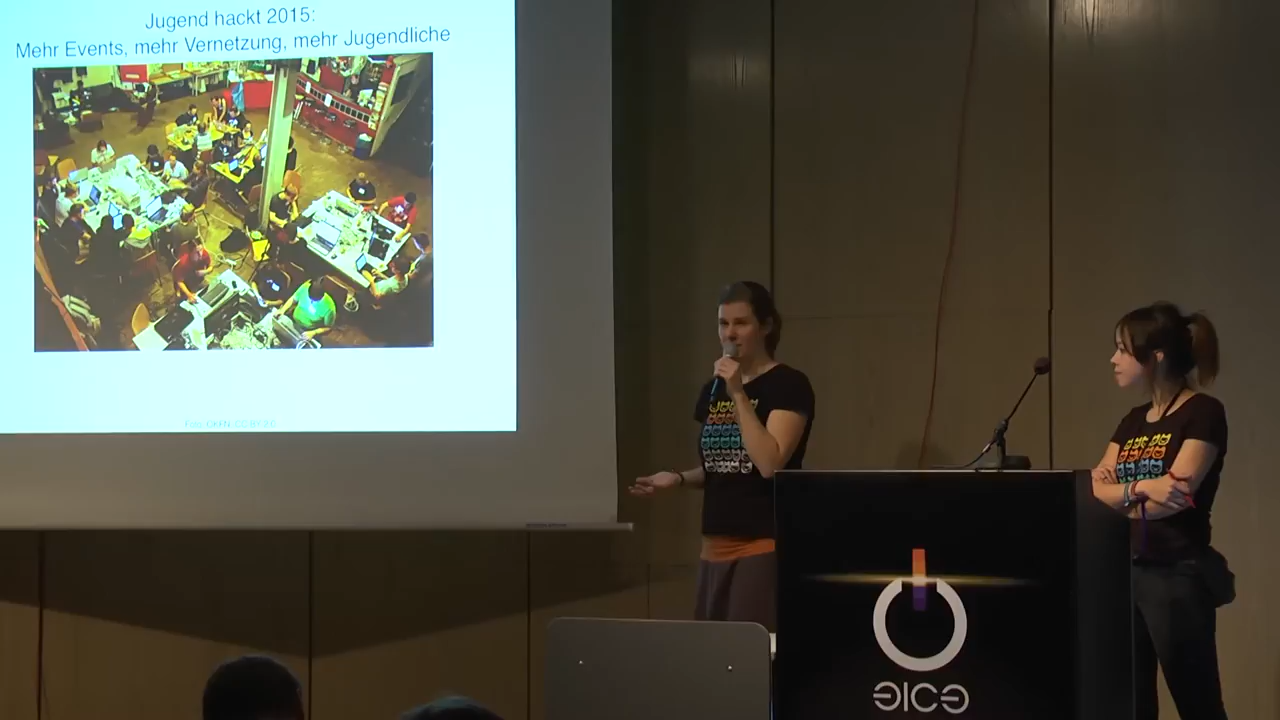 Jugend hackt 2015:
Mehr Events, mehr Vernetzung, mehr Jugendliche